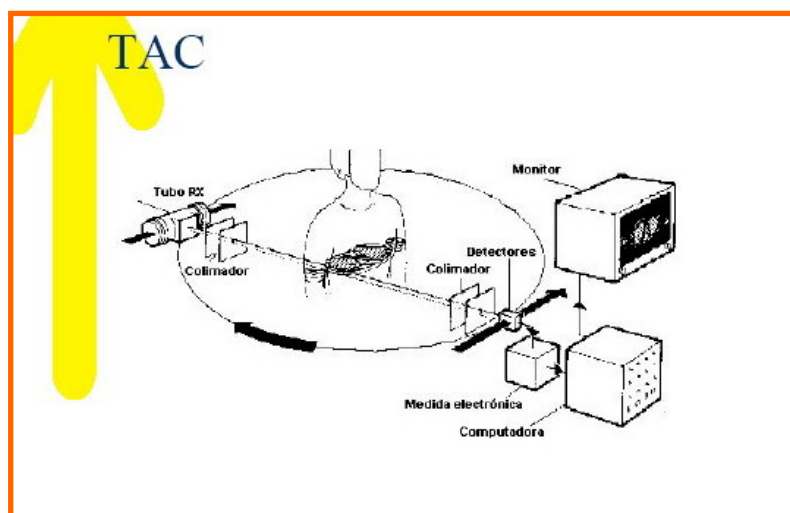 TAC
Monitor
Tubo RX
Detectores
Colimador
Colimador
Medida electrónica
Computadora